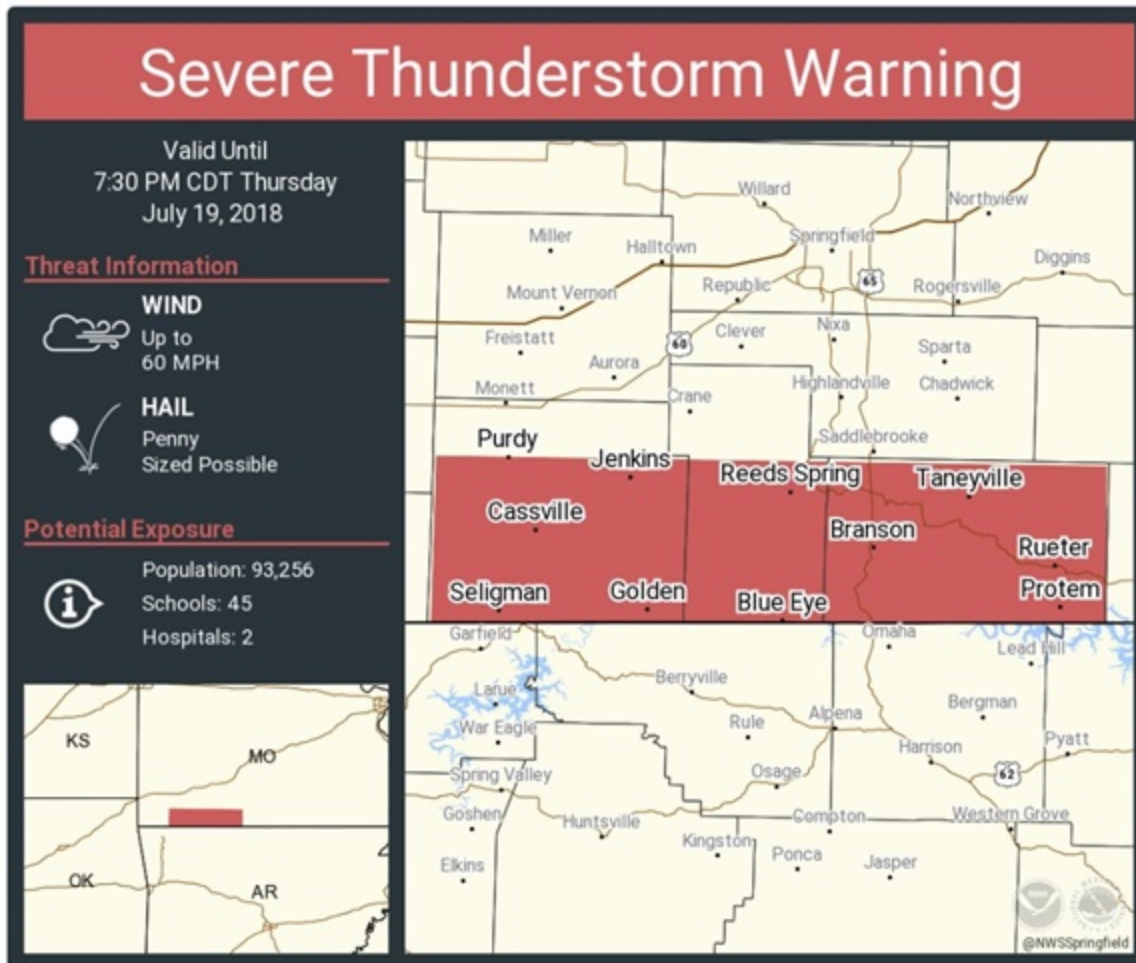 Severe Thunderstorm Warning
Valid Until
7:30 PM CDT Thursday
July 19, 2018
Threat Information
WIND
Up to
60 MPH
HAIL
Penny
Sized Possible
Potential Exposure
Population: 93,256
Schools: 45
Hospitals: 2
KS
MO
OK
AR
Willard
Northview
Miller
Halltown
Springfield
Diggins
Mount Vernon
Republic
65
Rogersville
Freistatt
60
Clever
Nixa
Sparta
Aurora
Monett
Crane
Highlandville
Chadwick
Purdy
Saddlebrooke
Jenkins
Reeds Spring
Taneyville
Cassville
Branson
Rueter
Seligman
Golden
Blue Eye
Protem
Garfield
Omaha
Lead Hill
Larue
Berryville
Bergman
War Eagle
Rule
Alpena
Harrison
Pyatt
Spring Valley
Osage
62
Goshen
Huntsville
Compton
Western Grove
Kingston
Elkins
Ponca
Jasper
@NWSSpringfield